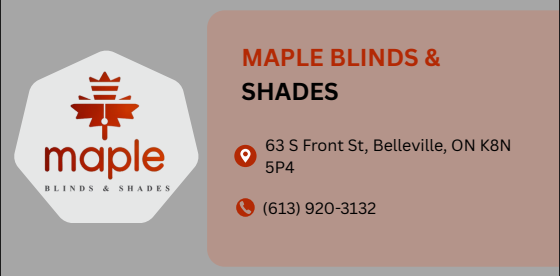 maple
BLINDS & SHADES
MAPLE BLINDS &
SHADES
63 S Front St, Belleville, ON K8N
5P4
(613) 920-3132